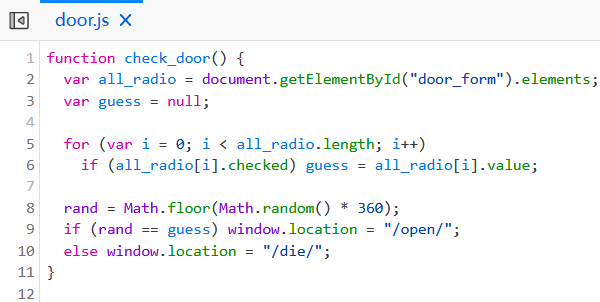 door.js
1 function check_door() {
2 var all_radio = document.getElementById("door_form").elements;
3 var guess = null;
4
5 for (var i = 0; i < all_radio.length; i++)
6 if (all_radio[i].checked) guess = all_radio[i].value;
7
8 rand = Math.floor(Math.random() * 360);
9 if (rand == guess) window.location = "/open/";
10 else window.location = "/die/";
11 }
12